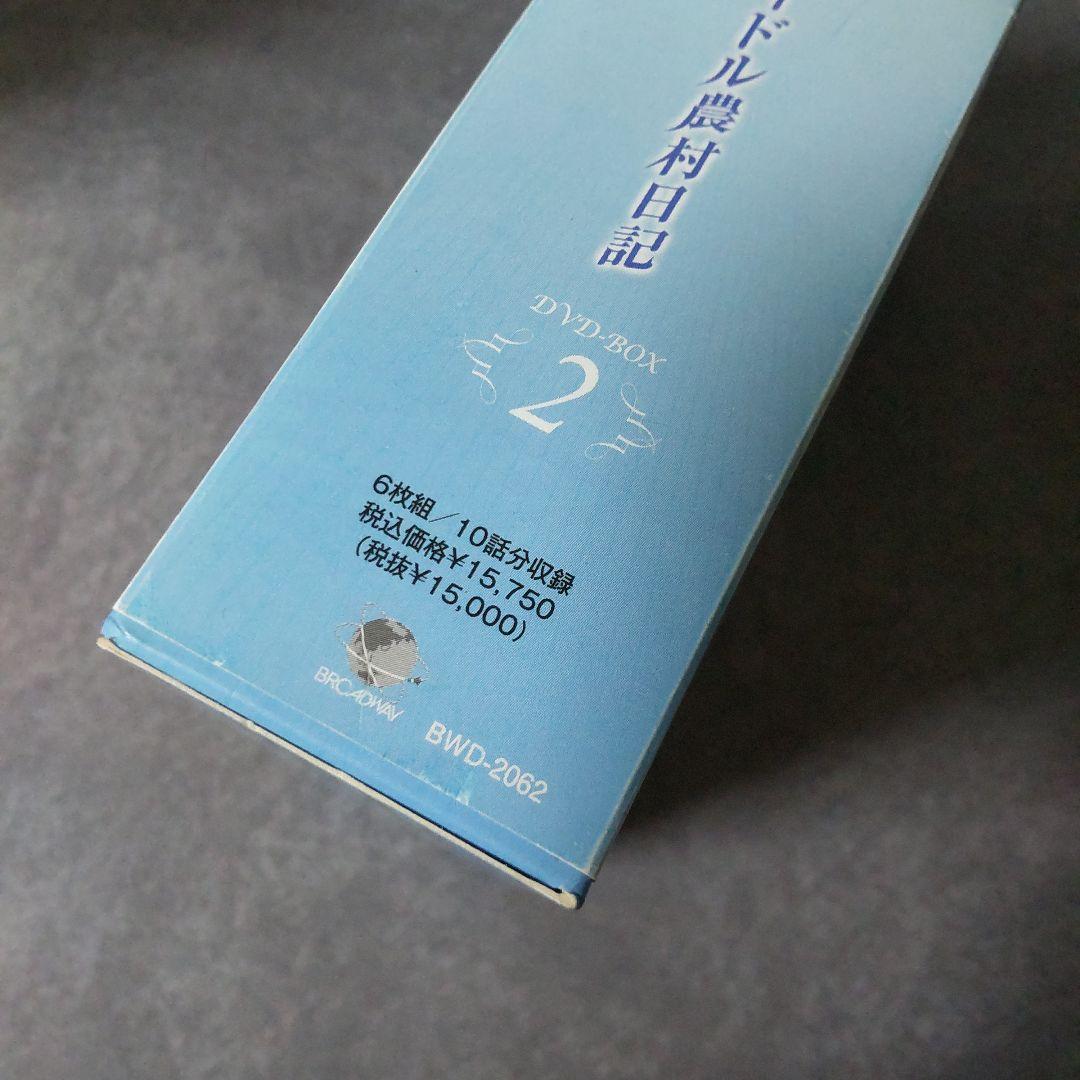 ードル農村日記
DVD-BOX
2
6枚組／10話分収録
税込価格¥15,750
（税抜¥15,000）
BROADWAY
BWD-2062